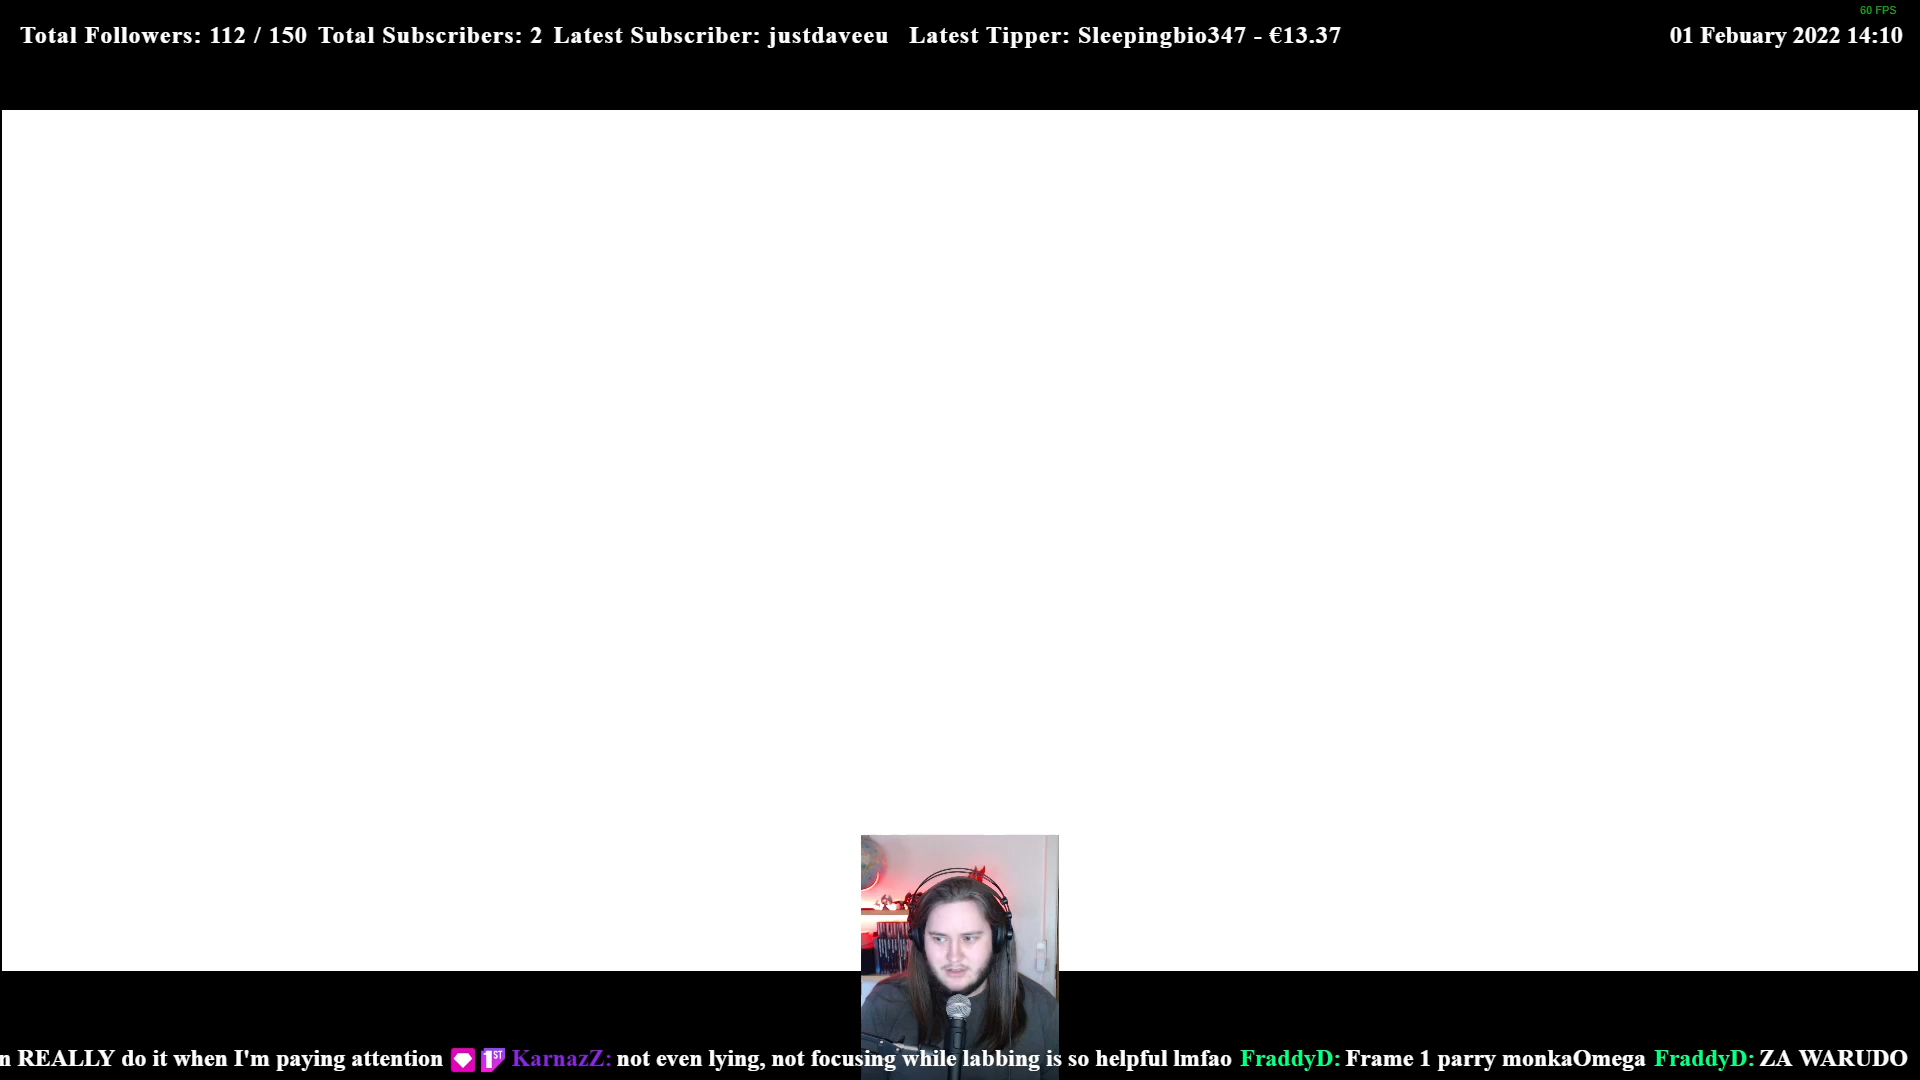 60 FPS
Total Followers: 112 / 150 Total Subscribers: 2 Latest Subscriber: justdaveeu Latest Tipper: Sleepingbio347 - €13.37 01 Febuary 2022 14:10
n REALLY do it when I'm paying attention 1ST KarnazZ: not even lying, not focusing while labbing is so helpful lmfao FraddyD: Frame 1 parry monkaOmega FraddyD: ZA WARUDO